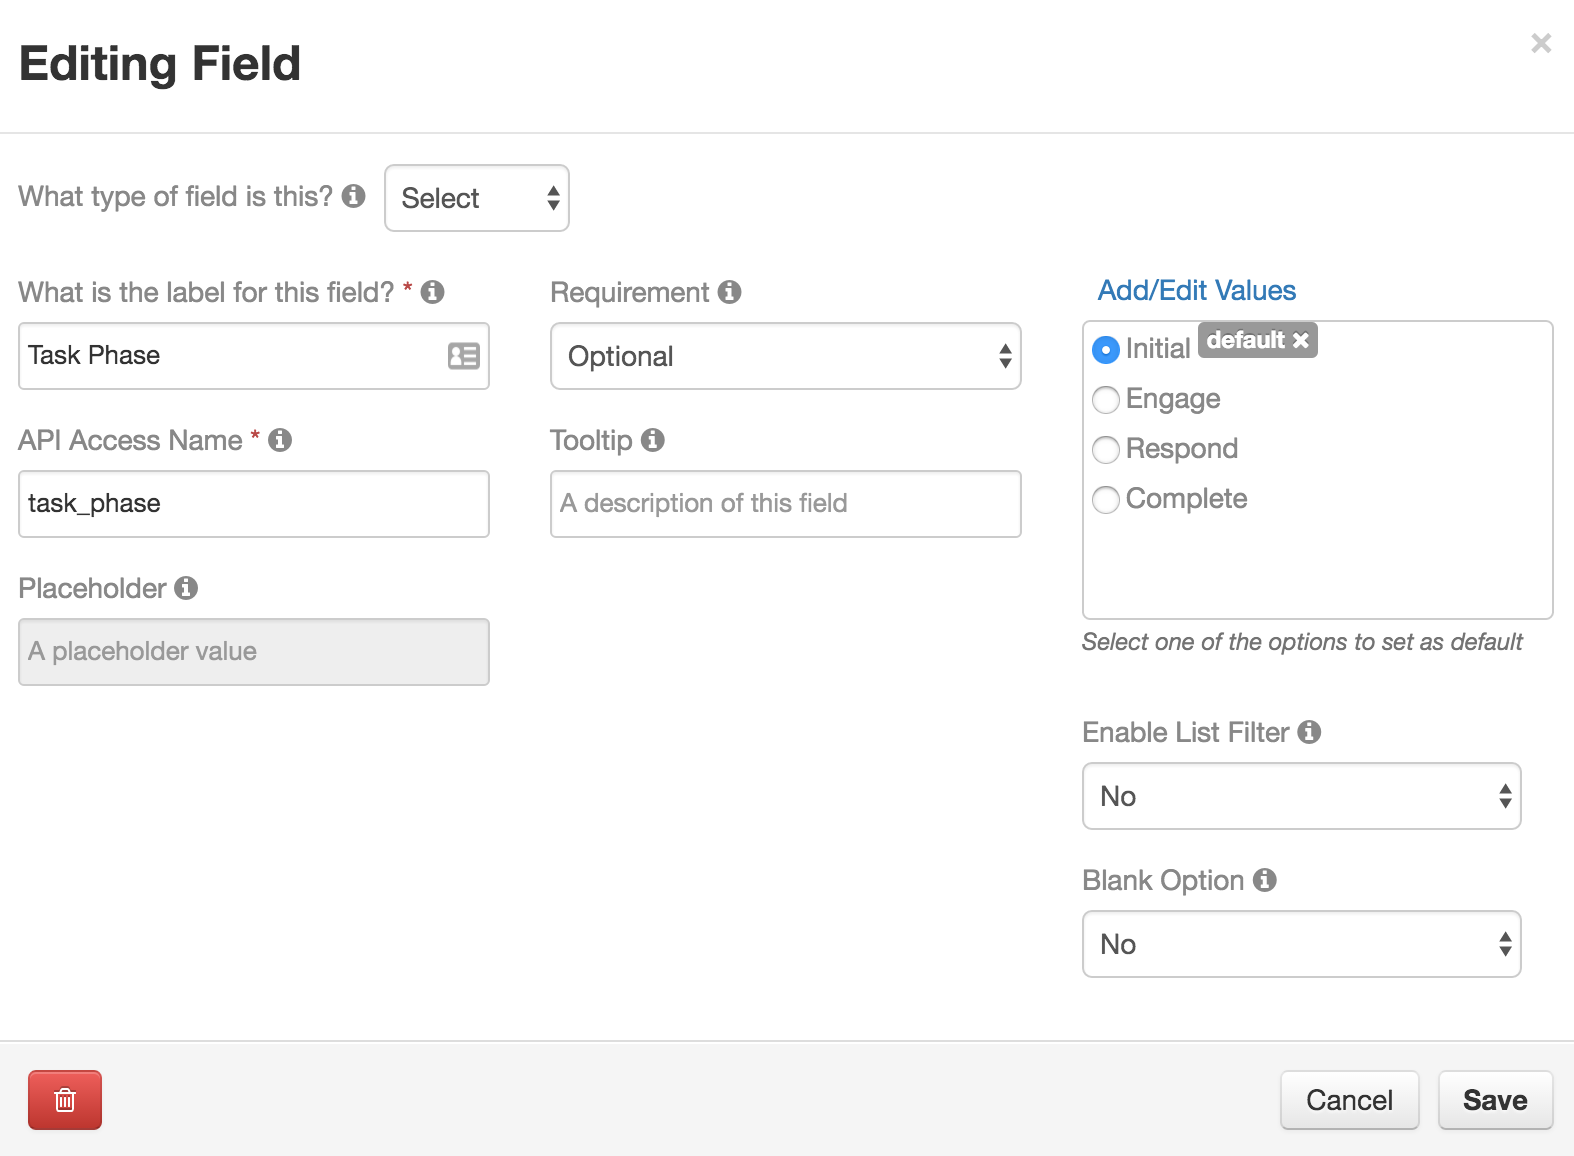 Editing Field
×
What type of field is this?
Select
What is the label for this field? *
Task Phase
API Access Name *
task_phase
Placeholder
A placeholder value
Requirement
Optional
Tooltip
A description of this field
Add/Edit Values
Initial default ×
Engage
Respond
Complete
Select one of the options to set as default
Enable List Filter
No
Blank Option
No
Cancel
Save